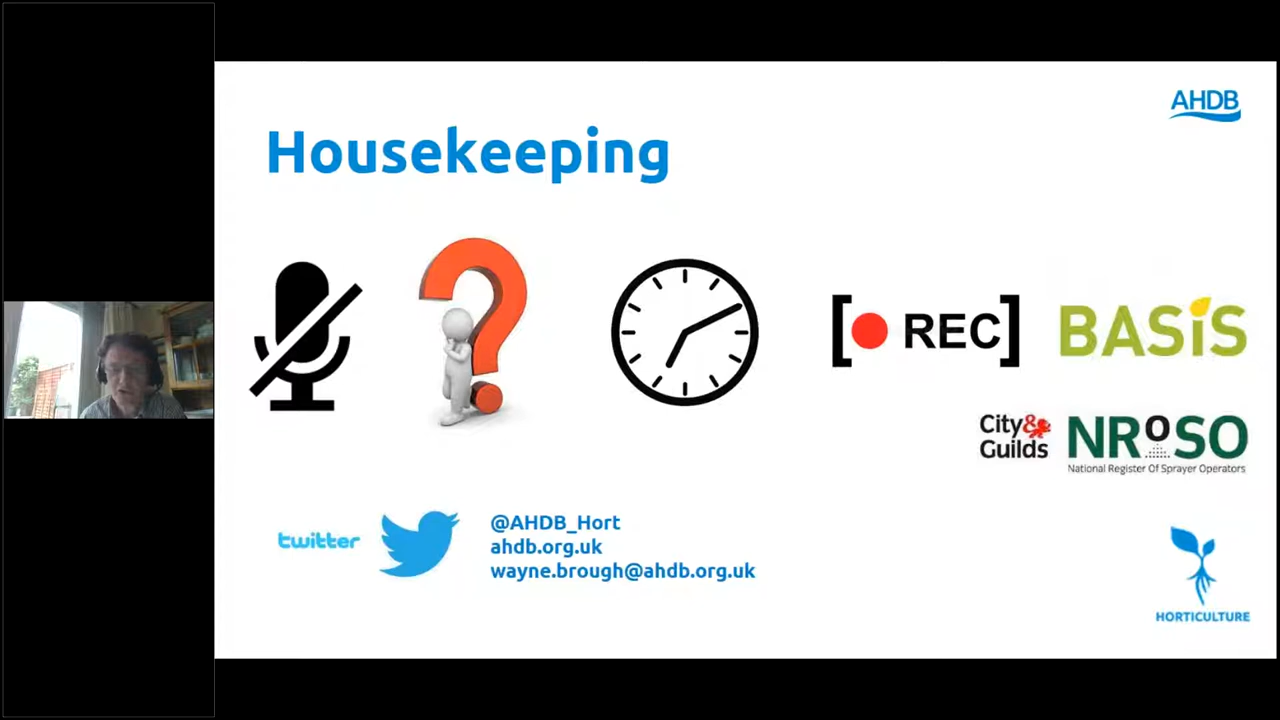 AHDB
Housekeeping
[ REC]
BASiS
City&
Guilds
NRoSO
National Register Of Sprayer Operators
twitter
@AHDB_Hort
ahdb.org.uk
wayne.brough@ahdb.org.uk
HORTICULTURE